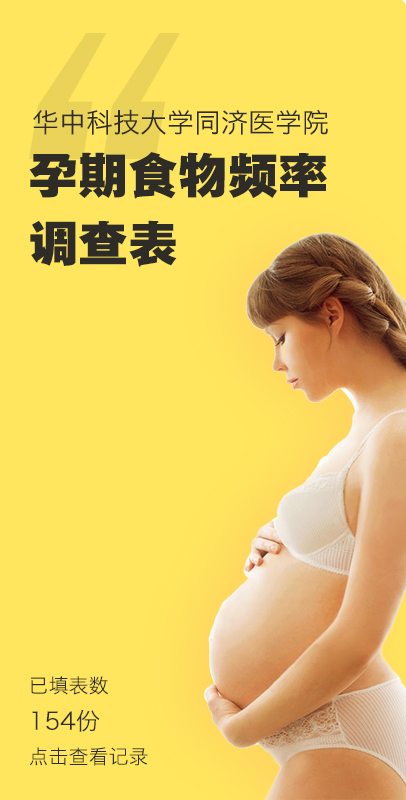 华中科技大学同济医学院
孕期食物频率
调查表
已填表数
154份
点击查看记录